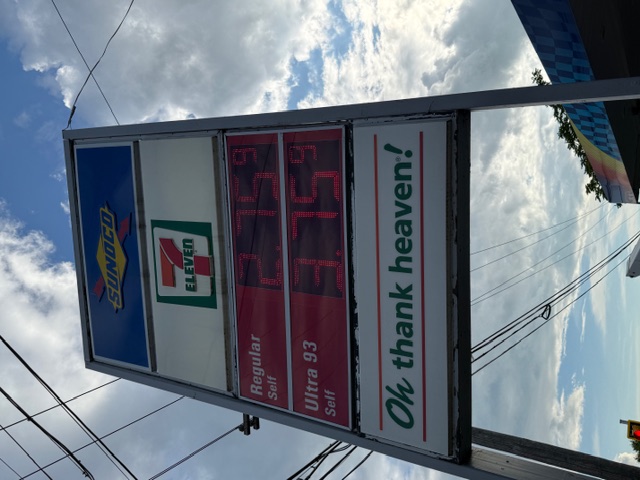 SUNOCO
7
ELEVEN
Regular
Self
Ultra 93
Self
Oh thank heaven!